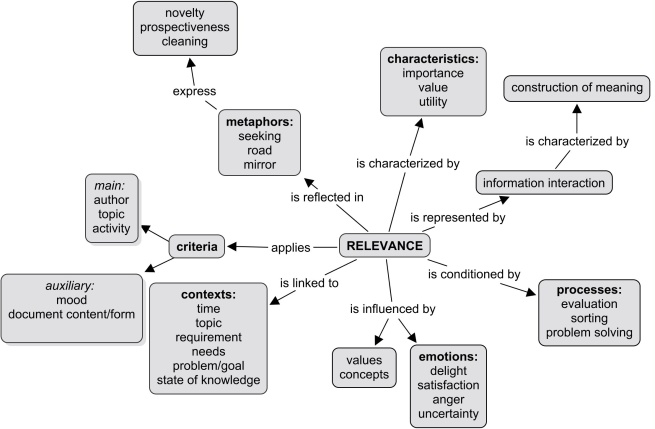 novelty
prospectiveness
cleaning
express
metaphors:
seeking
road
mirror
characteristics:
importance
value
utility
construction of meaning
is characterized by
is characterized by
information interaction
main:
author
topic
activity
is reflected in
is represented by
criteria
applies
RELEVANCE
auxiliary:
mood
document content/form
is linked to
is conditioned by
contexts:
time
topic
requirement
needs
problem/goal
state of knowledge
processes:
evaluation
sorting
problem solving
is influenced by
values
concepts
emotions:
delight
satisfaction
anger
uncertainty